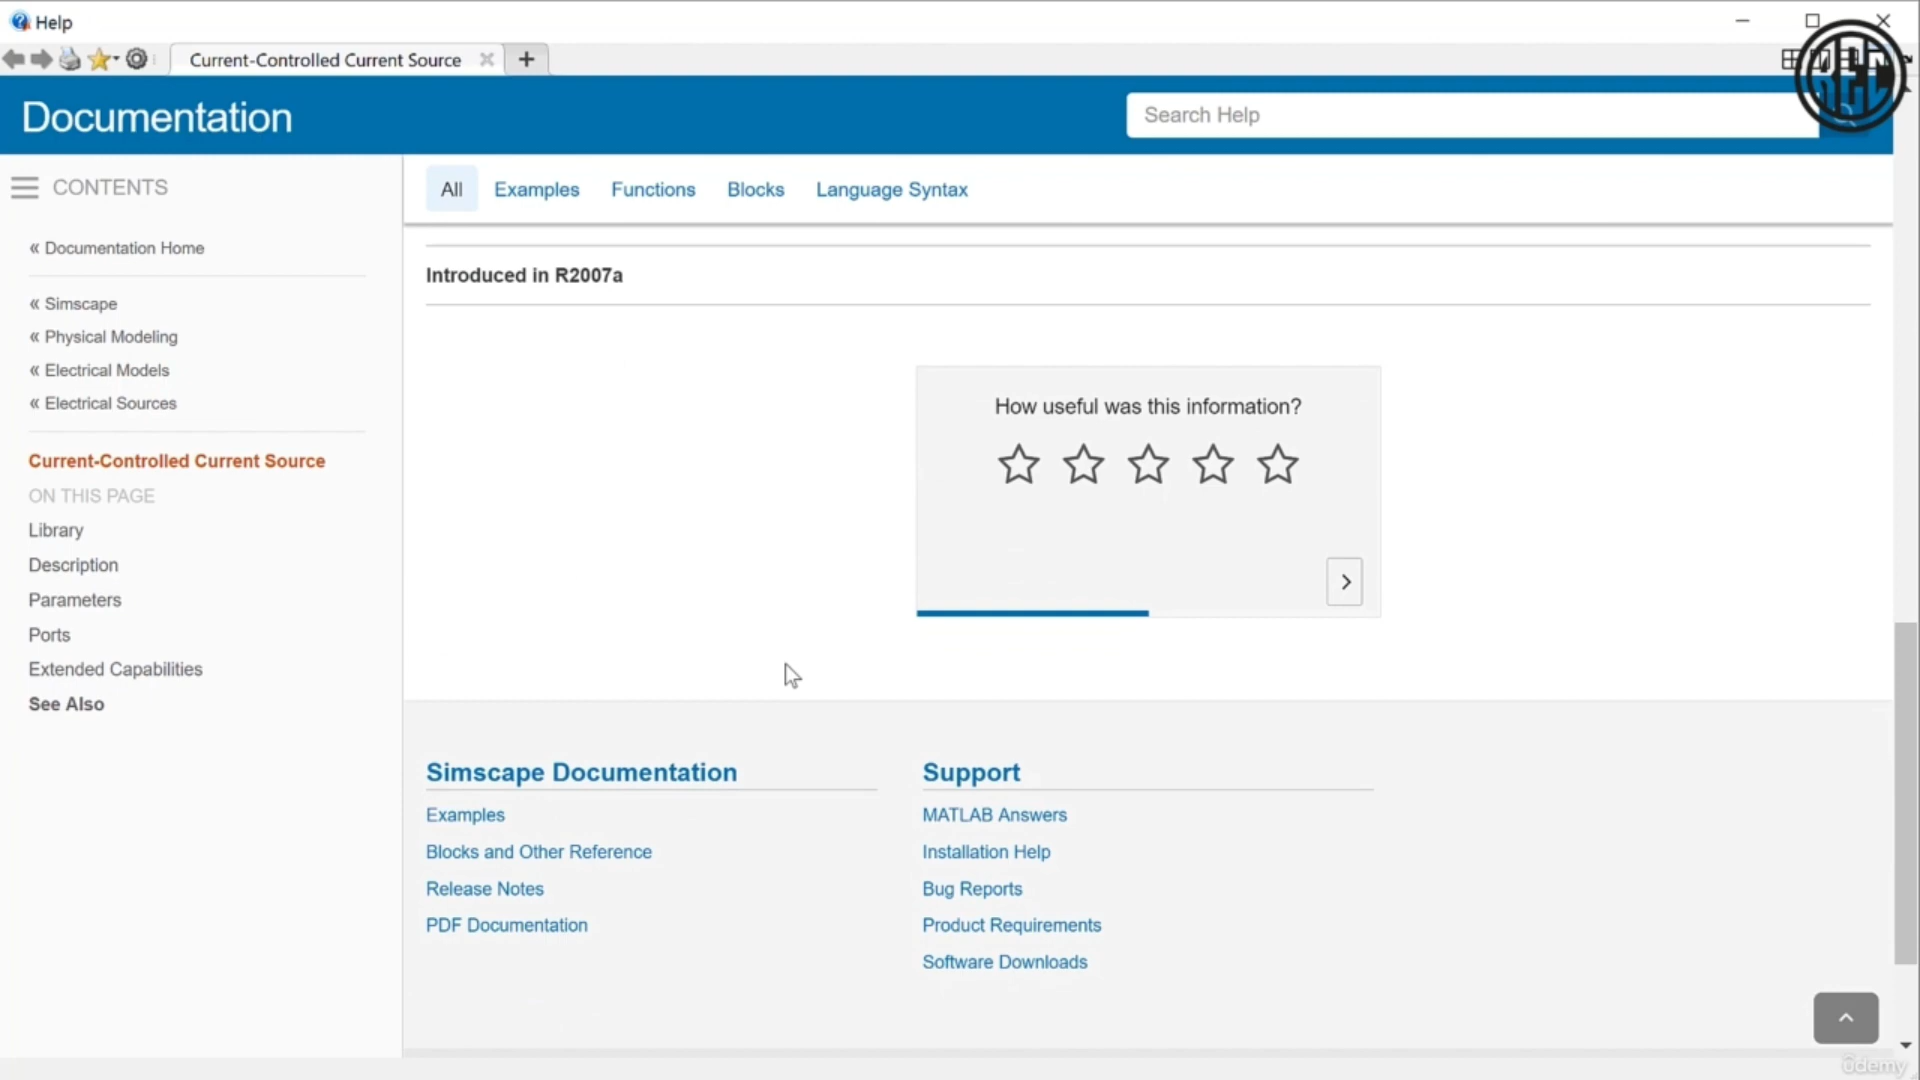 Help
Current-Controlled Current Source
Documentation
Search Help
REC
CONTENTS
All Examples Functions Blocks Language Syntax
« Documentation Home
« Simscape
« Physical Modeling
« Electrical Models
« Electrical Sources
Current-Controlled Current Source
ON THIS PAGE
Library
Description
Parameters
Ports
Extended Capabilities
See Also
Introduced in R2007a
How useful was this information?
Simscape Documentation
Examples
Blocks and Other Reference
Release Notes
PDF Documentation
Support
MATLAB Answers
Installation Help
Bug Reports
Product Requirements
Software Downloads
udemy